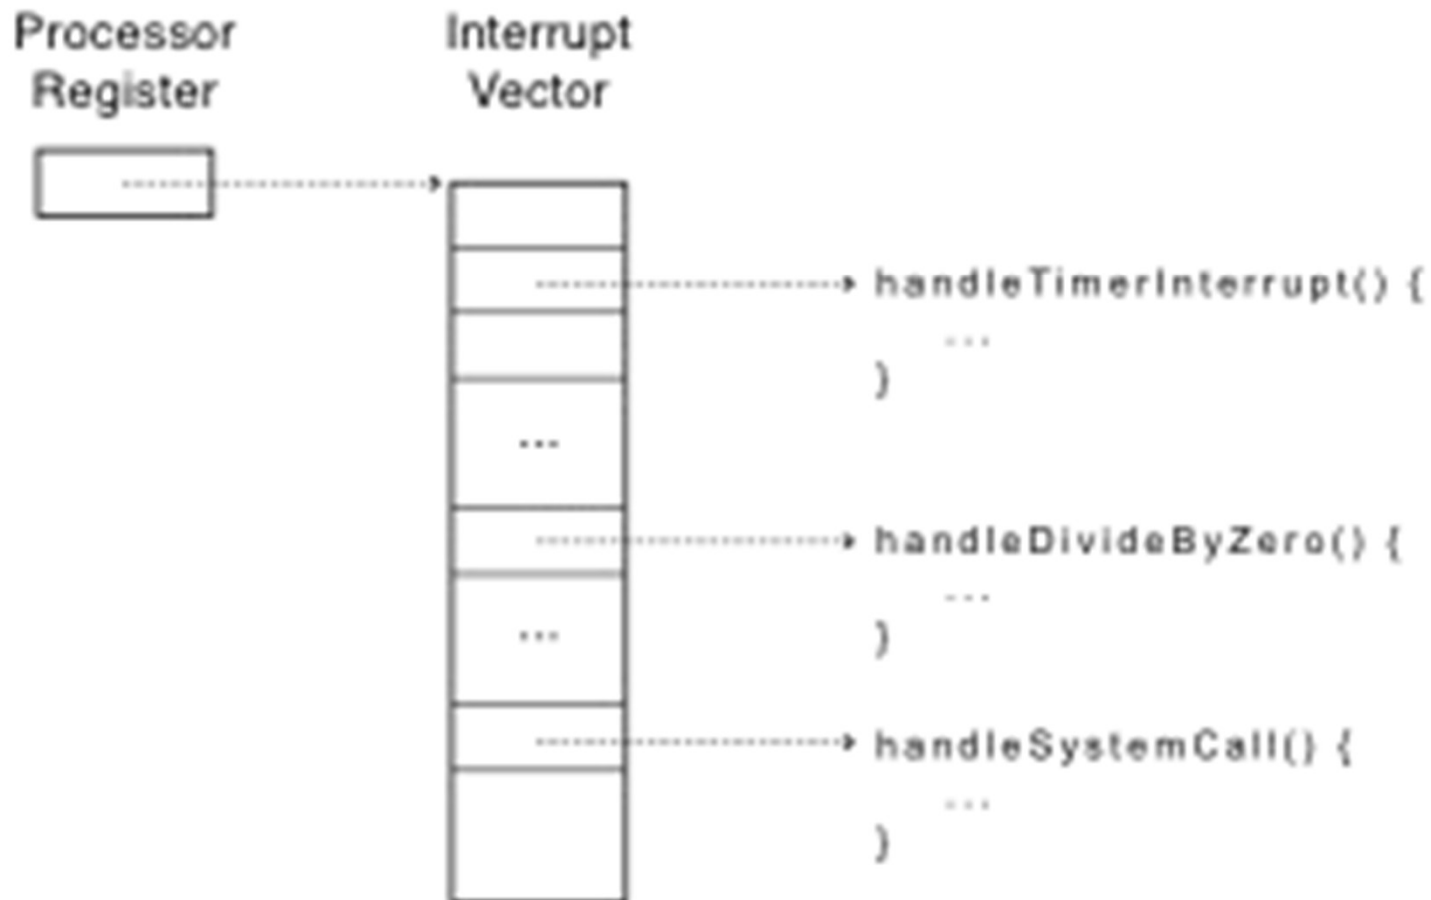 Processor
Register
Interrupt
Vector
handleTimerInterrupt() {
...
}
...
handleDivideByZero() {
...
}
...
handleSystemCall() {
...
}